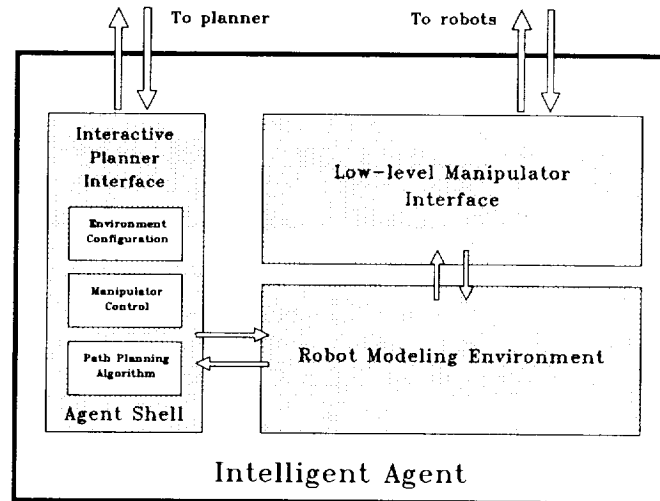 To planner
To robots
Interactive
Planner
Interface
Environment
Configuration
Manipulator
Control
Path Planning
Algorithm
Agent Shell
Low-level Manipulator
Interface
Robot Modeling Environment
Intelligent Agent